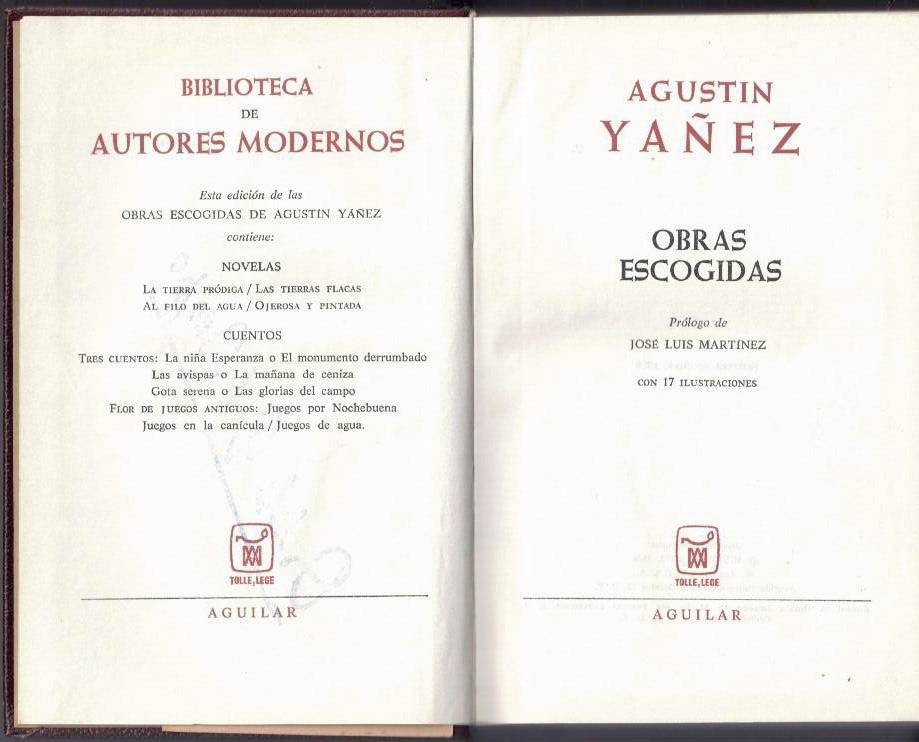 BIBLIOTECA
DE
AUTORES MODERNOS
Esta edición de las
OBRAS ESCOGIDAS DE AGUSTÍN YÁÑEZ
contiene:
NOVELAS
LA TIERRA PRÓDIGA / LAS TIERRAS FLACAS
AL FILO DEL AGUA / OJEROSA Y PINTADA
CUENTOS
TRES CUENTOS: La niña Esperanza o El monumento derrumbado
Las avispas o La mañana de ceniza
Gota serena o Las glorias del campo
FLOR DE JUEGOS ANTIGUOS: Juegos por Nochebuena
Juegos en la canícula / Juegos de agua.
TOLLE, LEGE
AGUILAR
AGUSTIN
YAÑEZ
OBRAS
ESCOGIDAS
Prólogo de
JOSÉ LUIS MARTÍNEZ
CON 17 ILUSTRACIONES
TOLLE, LEGE
AGUILAR